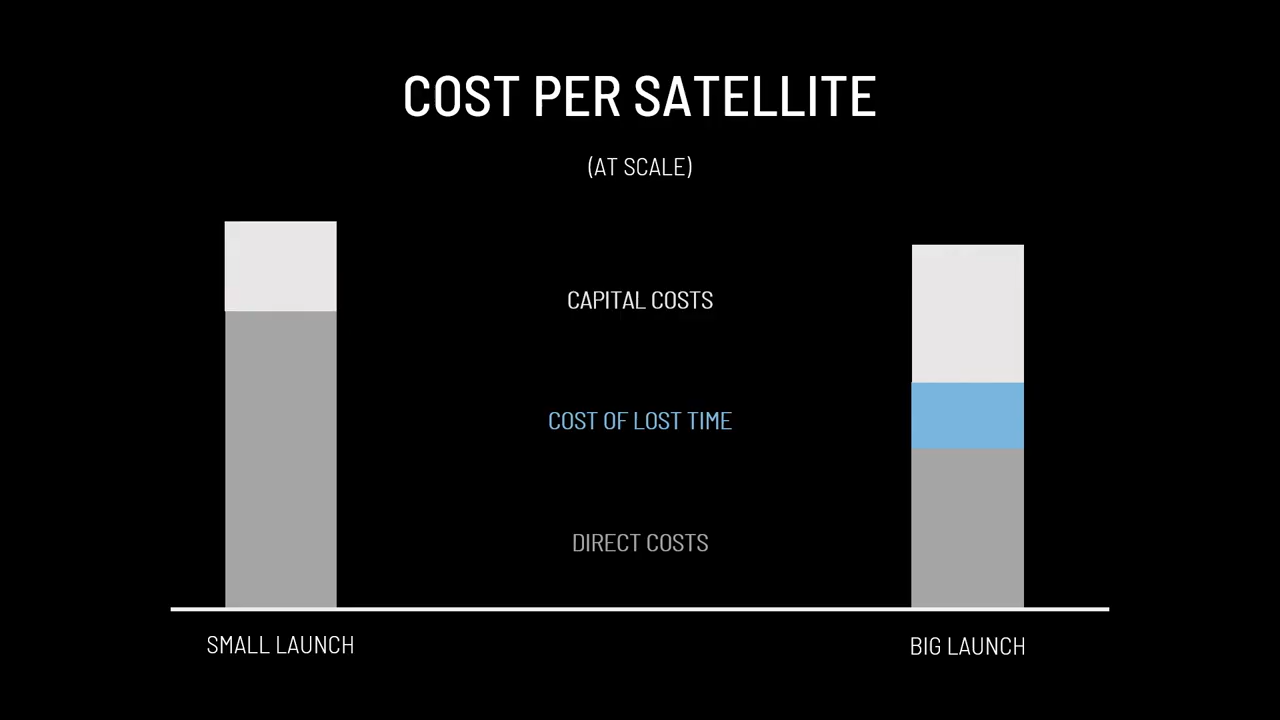 COST PER SATELLITE
(AT SCALE)
CAPITAL COSTS
COST OF LOST TIME
DIRECT COSTS
SMALL LAUNCH
BIG LAUNCH